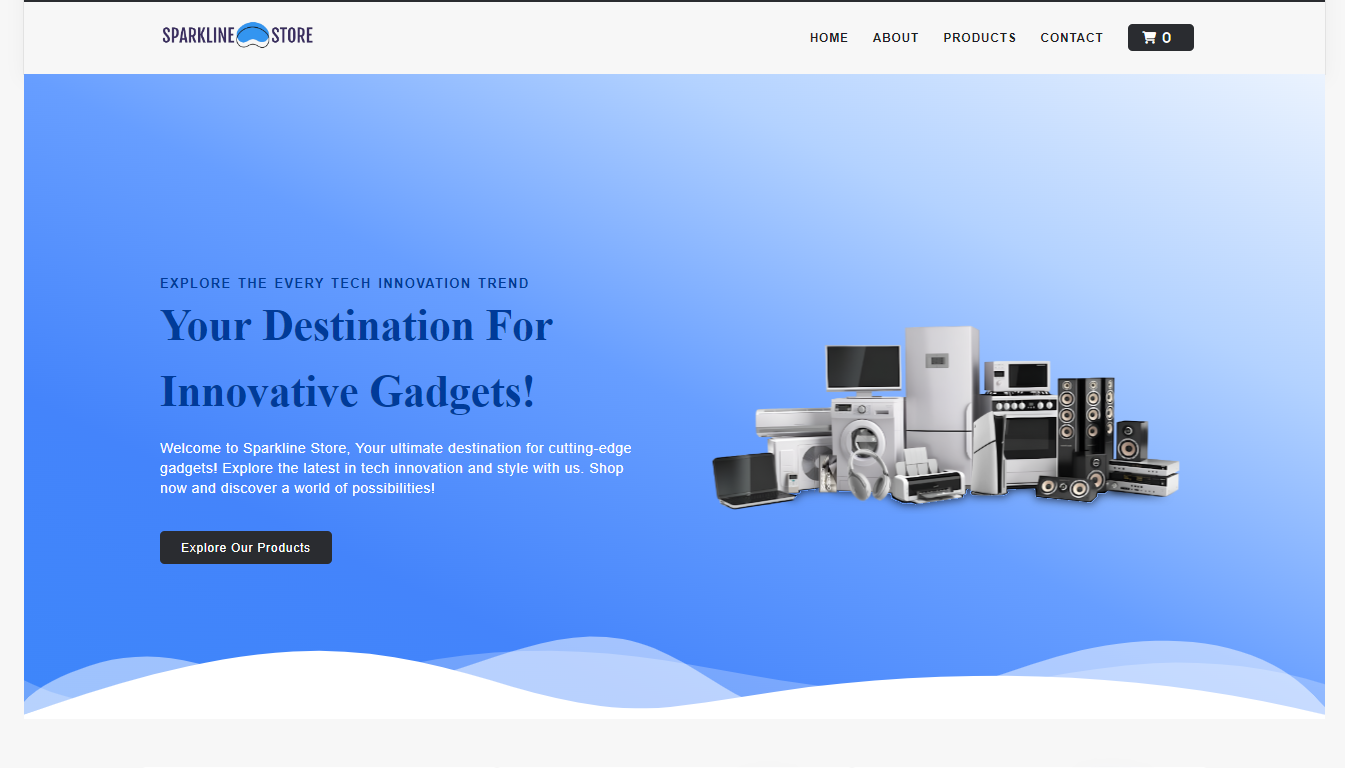 SPARKLINE STORE
HOME ABOUT PRODUCTS CONTACT 0
EXPLORE THE EVERY TECH INNOVATION TREND
Your Destination For
Innovative Gadgets!
Welcome to Sparkline Store, Your ultimate destination for cutting-edge
gadgets! Explore the latest in tech innovation and style with us. Shop
now and discover a world of possibilities!
Explore Our Products